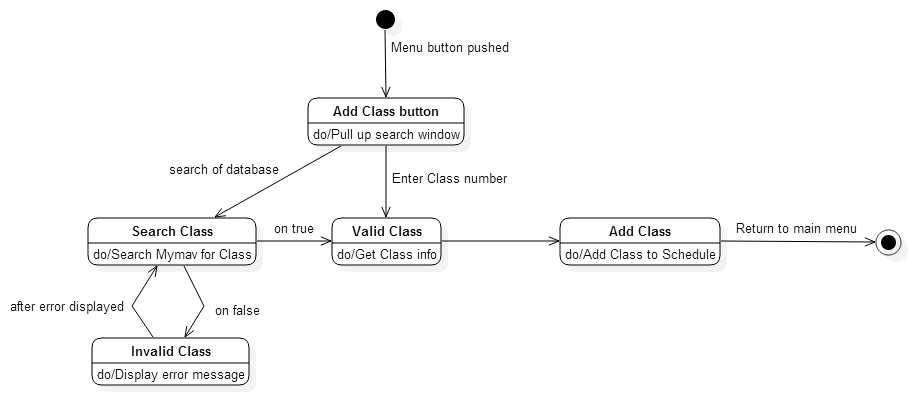 Menu button pushed
Add Class button
do/Pull up search window
search of database
Enter Class number
Search Class
do/Search Mymav for Class
on true
Valid Class
do/Get Class info
Add Class
do/Add Class to Schedule
Return to main menu
after error displayed
on false
Invalid Class
do/Display error message